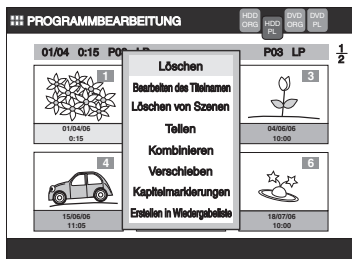 PROGRAMMBEARBEITUNG
HDD ORG
HDD PL
DVD ORG
DVD PL
01/04 0:15
P03 LP
1/2
1
3
Löschen
Bearbeiten des Titelnamen
Löschen von Szenen
Teilen
Kombinieren
Verschieben
Kapitelmarkierungen
Erstellen in Wiedergabeliste
01/04/06
0:15
04/06/06
10:00
4
6
15/06/06
11:05
18/07/06
10:00